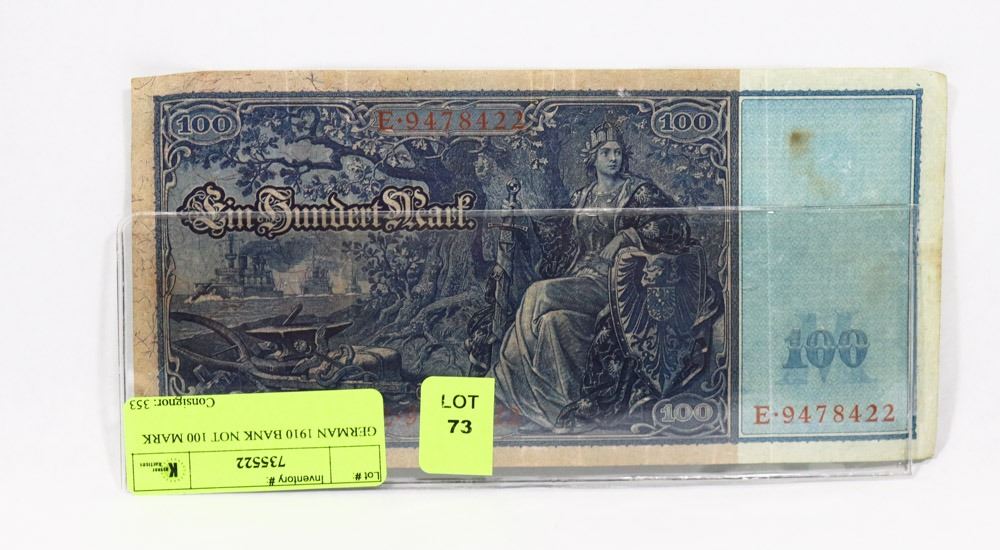 100
E·9478422
100
Ein Hundert Mark.
100
100
E·9478422
LOT
73
Lot #:
Inventory #:
735522
GERMAN 1910 BANK NOT 100 MARK
Consignor: 353